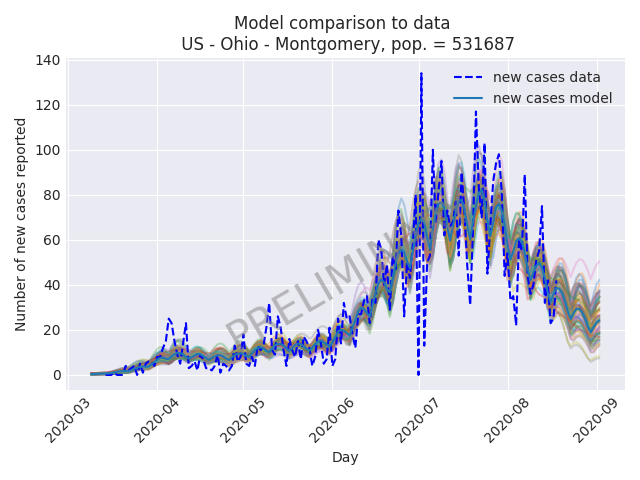 Model comparison to data
US - Ohio - Montgomery, pop. = 531687
new cases data
new cases model
Number of new cases reported
140
120
100
80
60
40
20
0
2020-03
2020-04
2020-05
2020-06
2020-07
2020-08
2020-09
Day